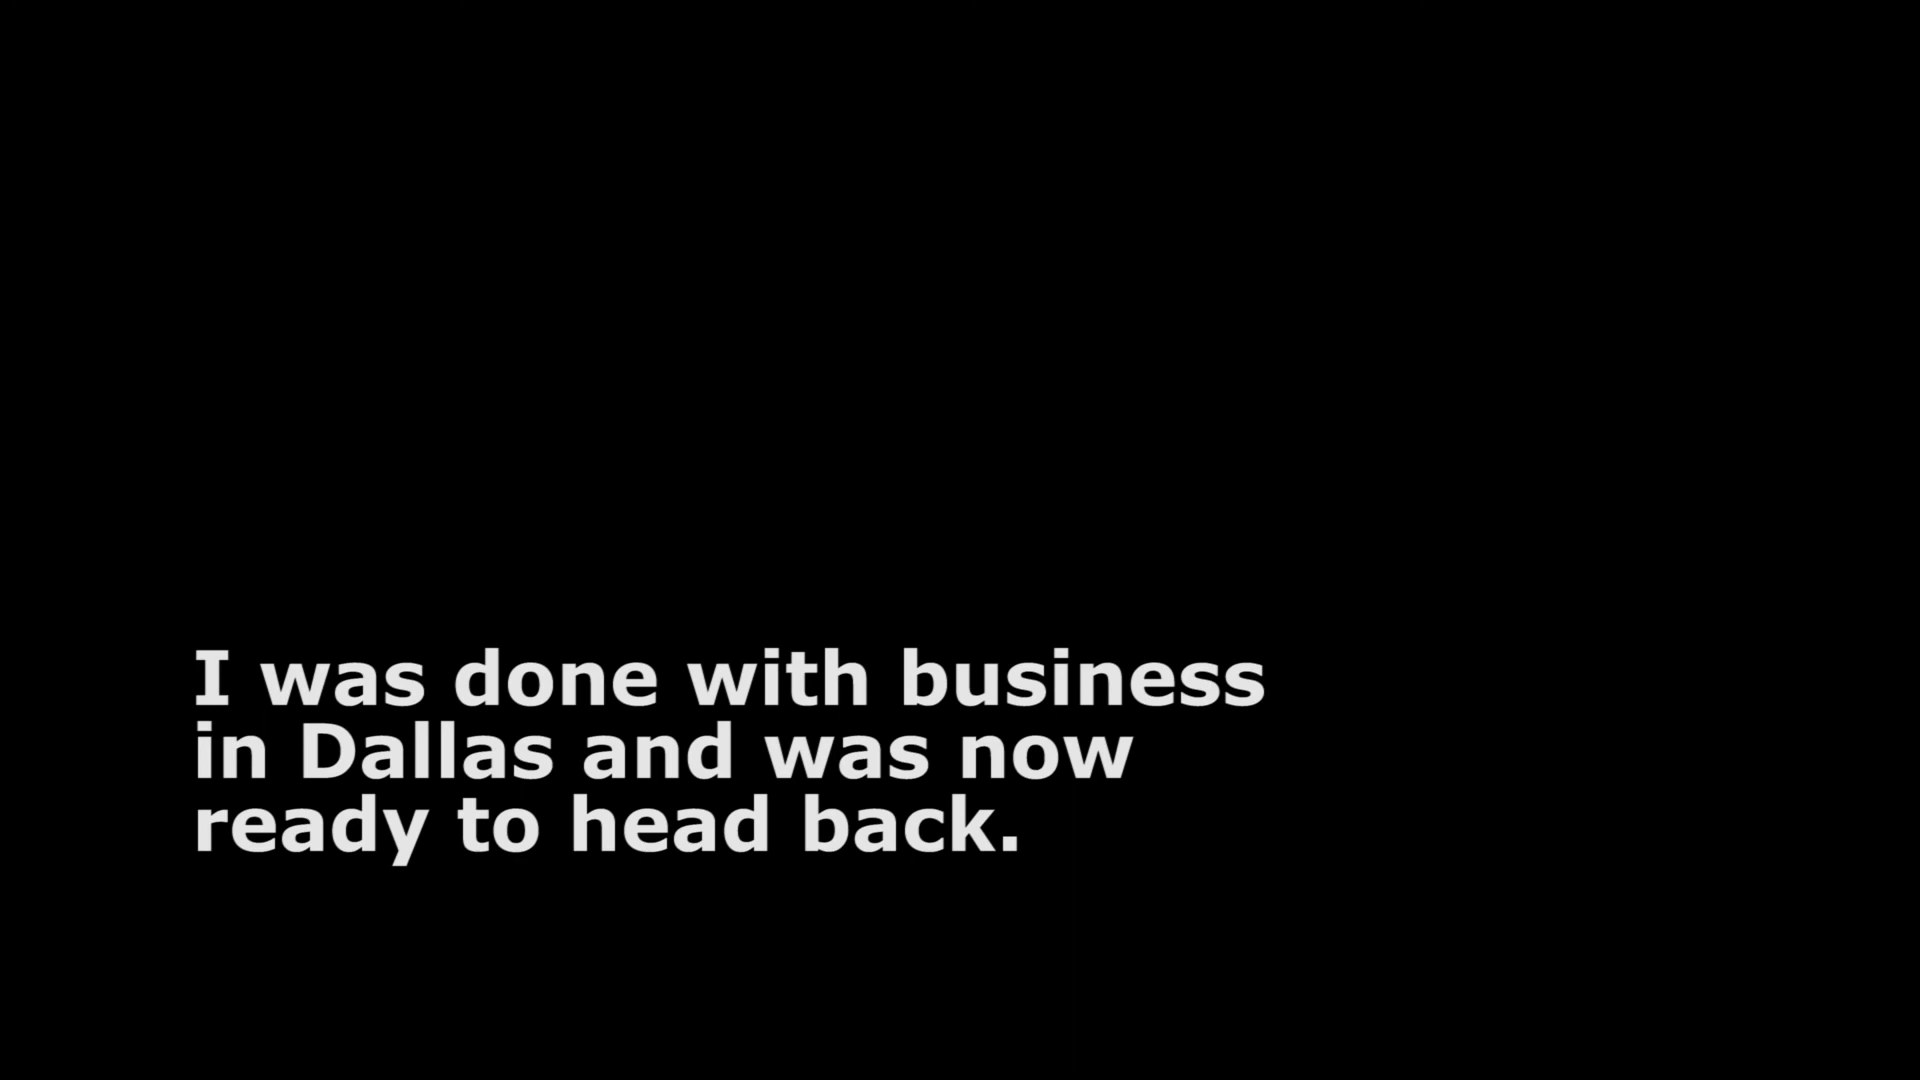 I was done with business
in Dallas and was now
ready to head back.